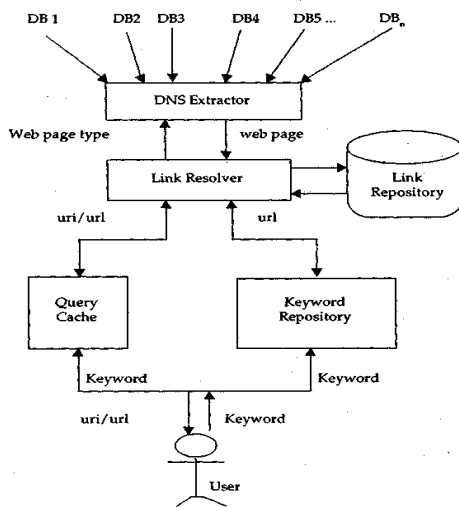 DB 1 DB2 DB3 DB4 DB5 ... DBn
DNS Extractor
Web page type web page
Link Resolver
Link
Repository
uri/url url
Query
Cache
Keyword
Repository
Keyword Keyword
uri/url Keyword
User